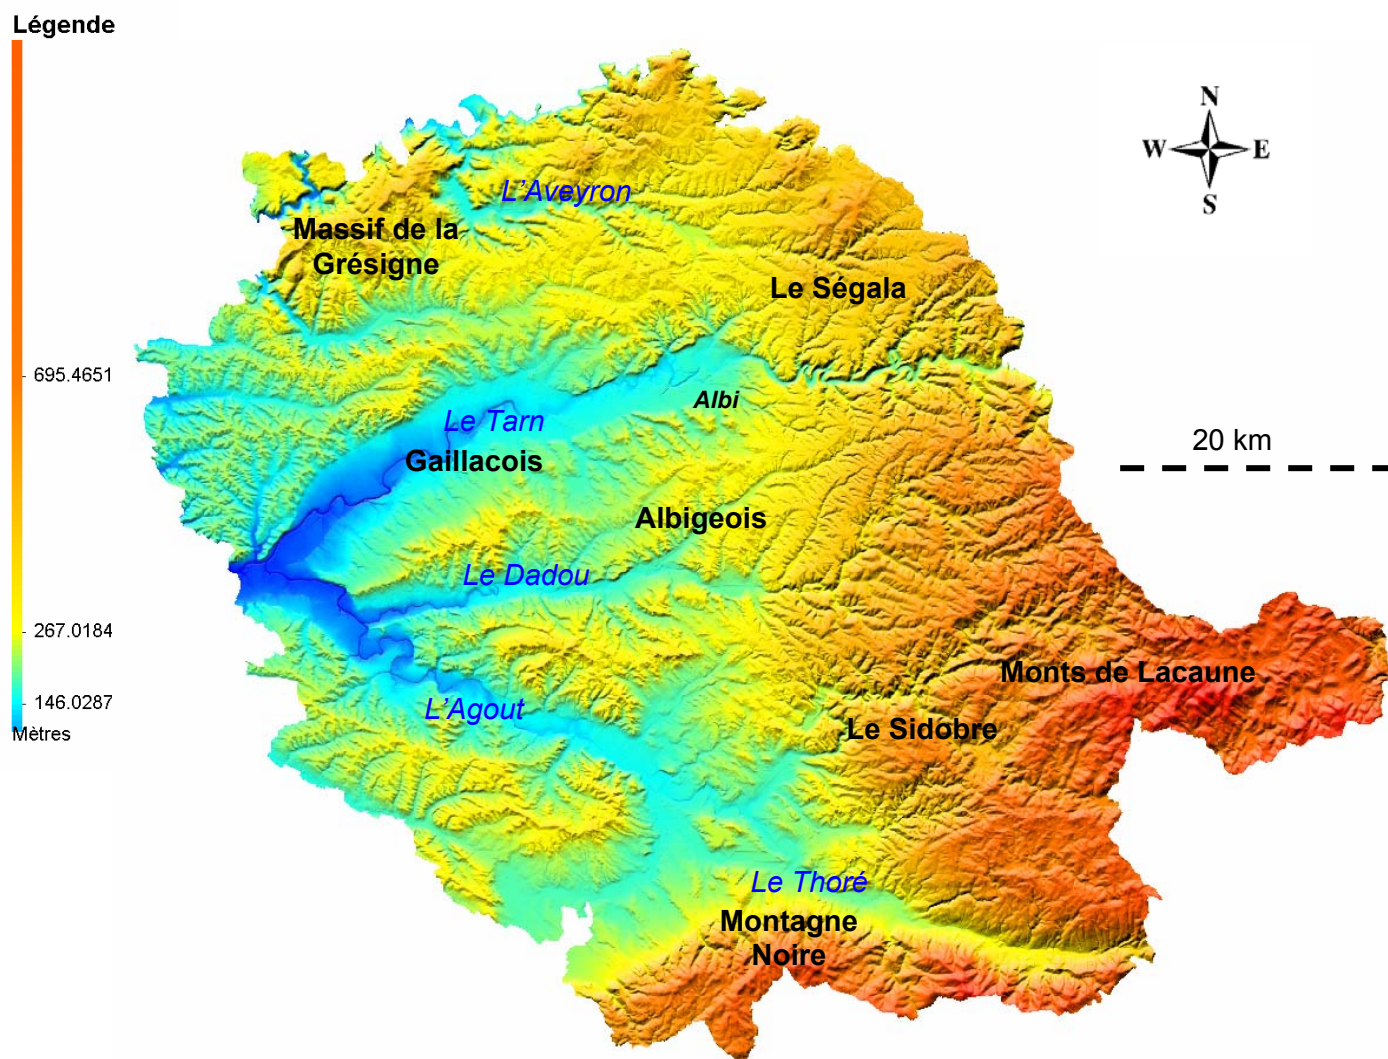 Légende
N
W E
S
L'Aveyron
Massif de la
Grésigne
Le Ségala
695.4651
Albi
Le Tarn
20 km
Gaillacois
Albigeois
Le Dadou
267.0184
Monts de Lacaune
146.0287
Mètres
L'Agout
Le Sidobre
Le Thoré
Montagne
Noire